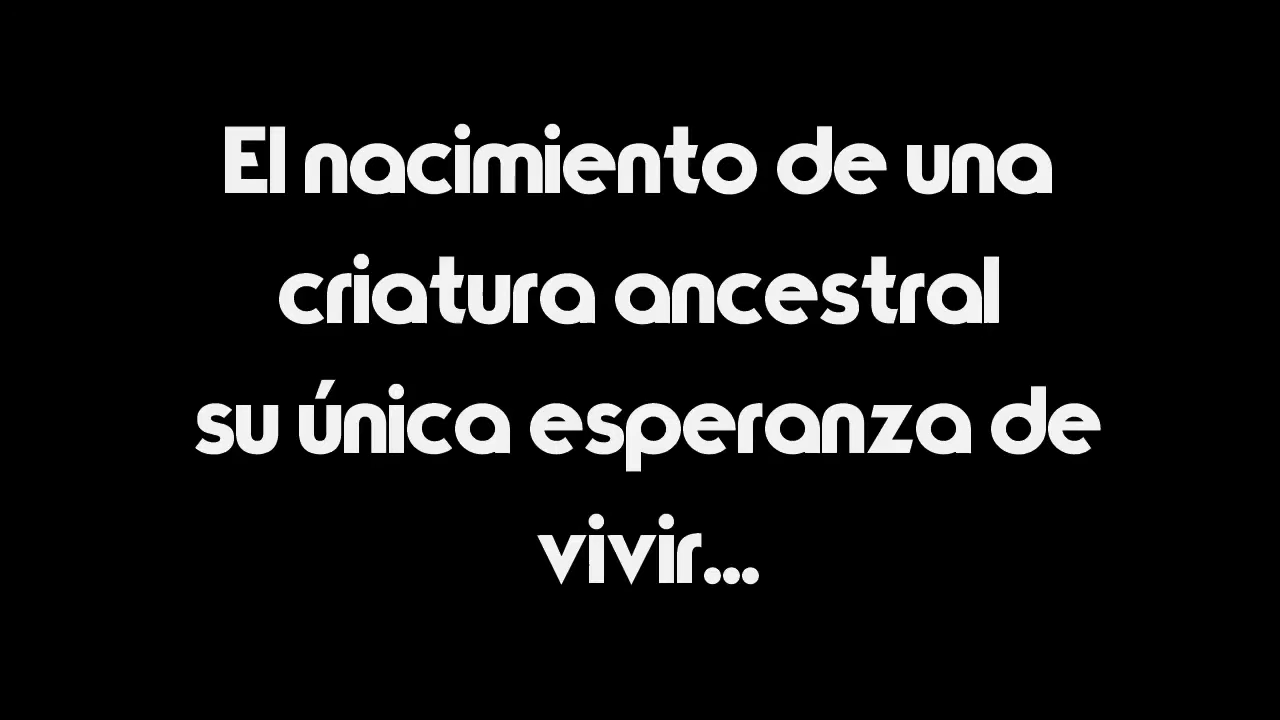 El nacimiento de una
criatura ancestral
su única esperanza de
vivir...